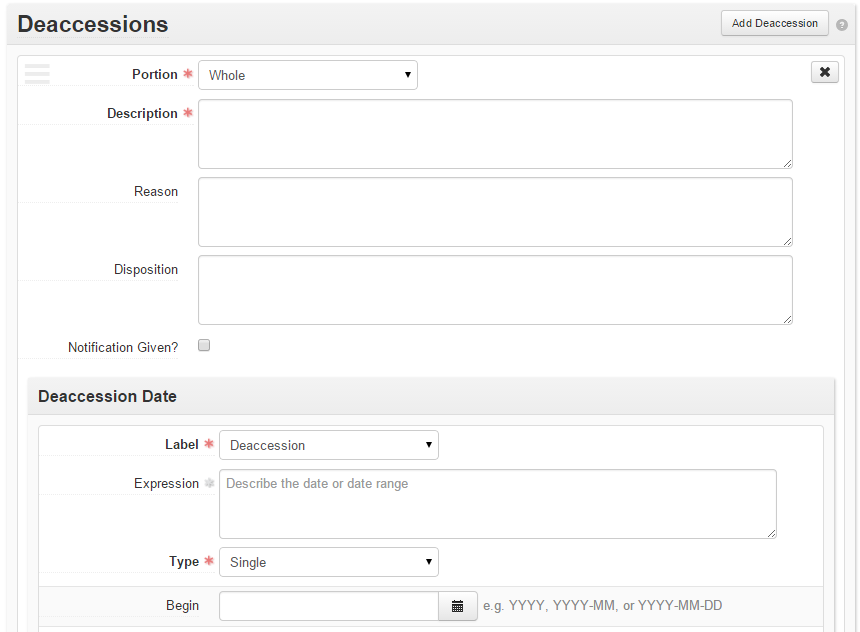 Deaccessions Add Deaccession ?
Portion * Whole
Description *
Reason
Disposition
Notification Given?
Deaccession Date
Label * Deaccession
Expression * Describe the date or date range
Type * Single
Begin e.g. YYYY, YYYY-MM, or YYYY-MM-DD